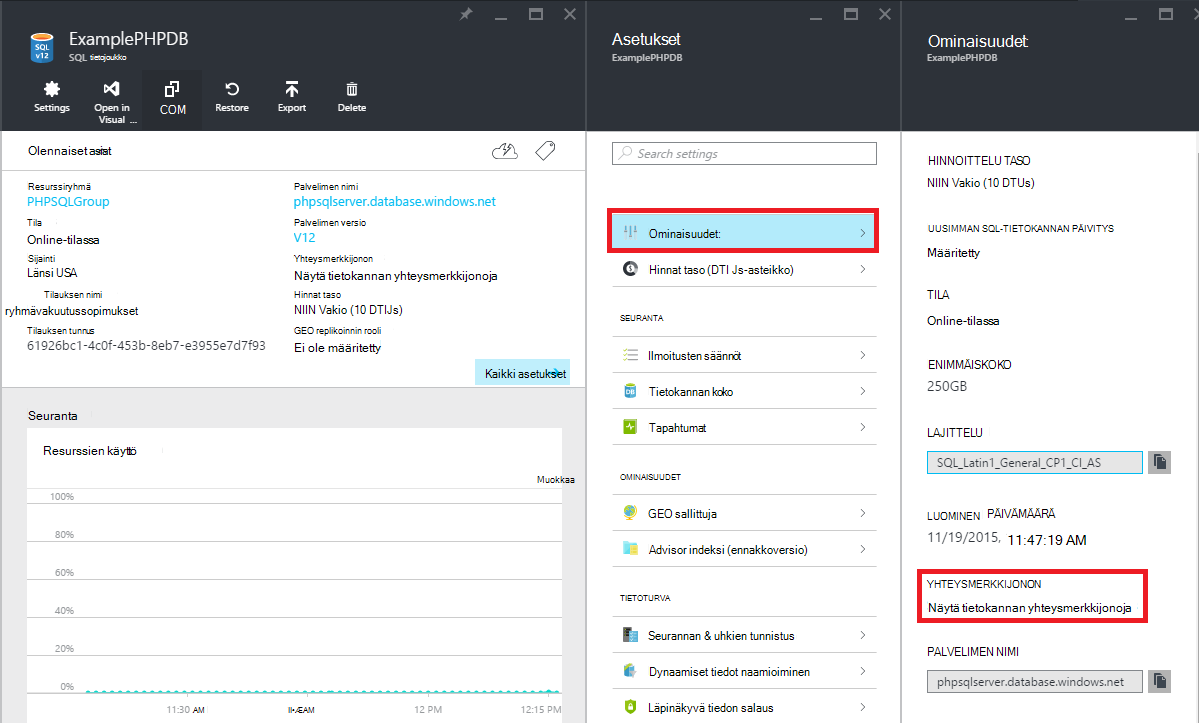 ExamplePHPDB
SQL tietojoukko
SQL
v12
Settings
Open in
Visual ...
COM
Restore
Export
Delete
Resurssiryhmä
PHPSQLGroup
Tila
Online-tilassa
Sijainti
Länsi USA
Tilauksen nimi
ryhmävakuutussopimukset
Tilauksen tunnus
61926bc1-4c0f-453b-8eb7-e3955e7d7f93
Palvelimen nimi
phpsqlserver.database.windows.net
Palvelimen versio
V12
Yhteysmerkkijonon
Näytä tietokannan yhteysmerkkijonoja
Hinnat taso
NIIN Vakio (10 DTIJs)
GEO replikoinnin rooli
Ei ole määritetty
Kaikki asetukset
Seuranta
Resurssien käyttö
Muokkaa
100%
80%
60%
40%
20%
0%
11:30 AM
12 PM
12:15 PM
Asetukset
ExamplePHPDB
Search settings
Ominaisuudet:
Hinnat taso (DTI Js-asteikko)
SEURANTA
Ilmoitusten säännöt
Tietokannan koko
Tapahtumat
OMINAISUUDET
GEO sallittuja
Advisor indeksi (ennakkoversio)
TIETOTURVA
Seurannan & uhkien tunnistus
Dynaamiset tiedot naamioiminen
Läpinäkyvä tiedon salaus
Ominaisuudet
ExamplePHPDB
HINNOITTELU TASO
NIIN Vakio (10 DTUs)
UUSIMMAN SQL-TIETOKANNAN PÄIVITYS
Määritetty
TILA
Online-tilassa
ENIMMÄISKOKO
250GB
LAJITTELU
SQL_Latin1_General_CP1_CI_AS
LUOMINEN PÄIVÄMÄÄRÄ
11/19/2015, 11:47:19 AM
YHTEYSMERKKIJONON
Näytä tietokannan yhteysmerkkijonoja
PALVELIMEN NIMI
phpsqlserver.database.windows.net